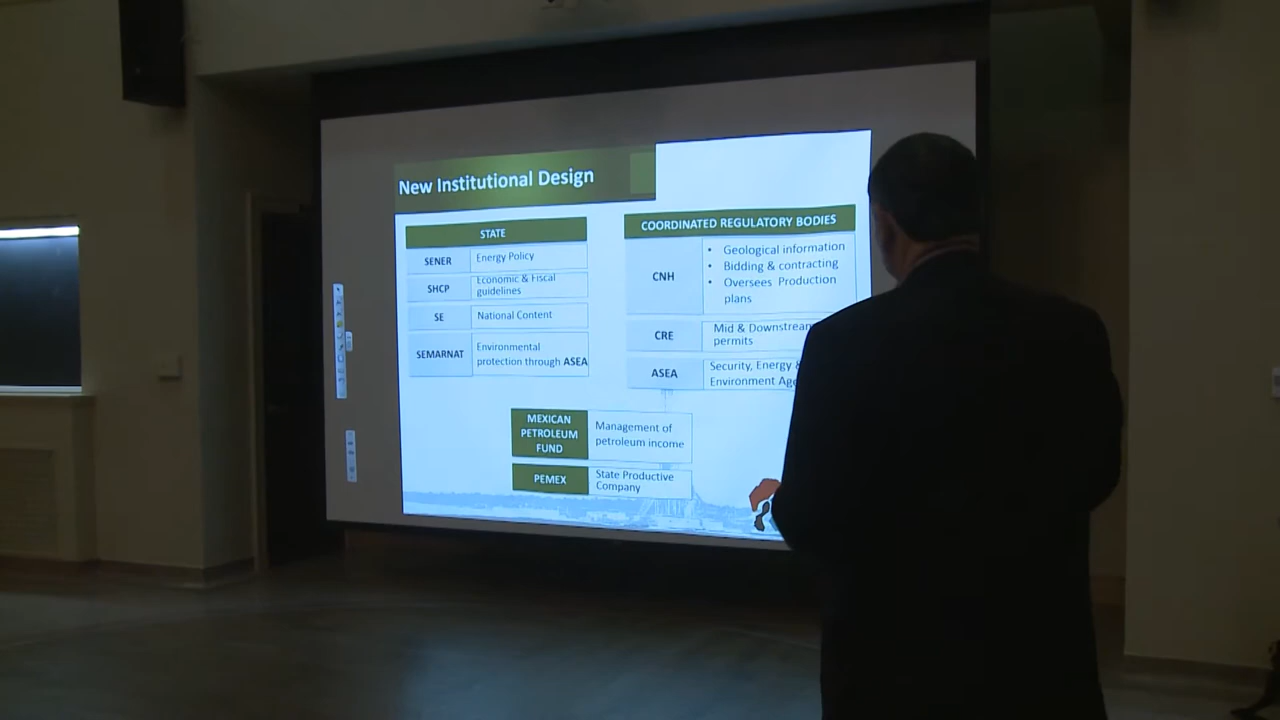 New Institutional Design
STATE
SENER
Energy Policy
SHCP
Economic & Fiscal
guidelines
SE
National Content
SEMARNAT
Environmental
protection through ASEA
COORDINATED REGULATORY BODIES
CNH
• Geological information
• Bidding & contracting
• Oversees Production
plans
CRE
Mid & Downstream
permits
ASEA
Security, Energy &
Environment
MEXICAN
PETROLEUM
FUND
Management of
petroleum income
PEMEX
State Productive
Company